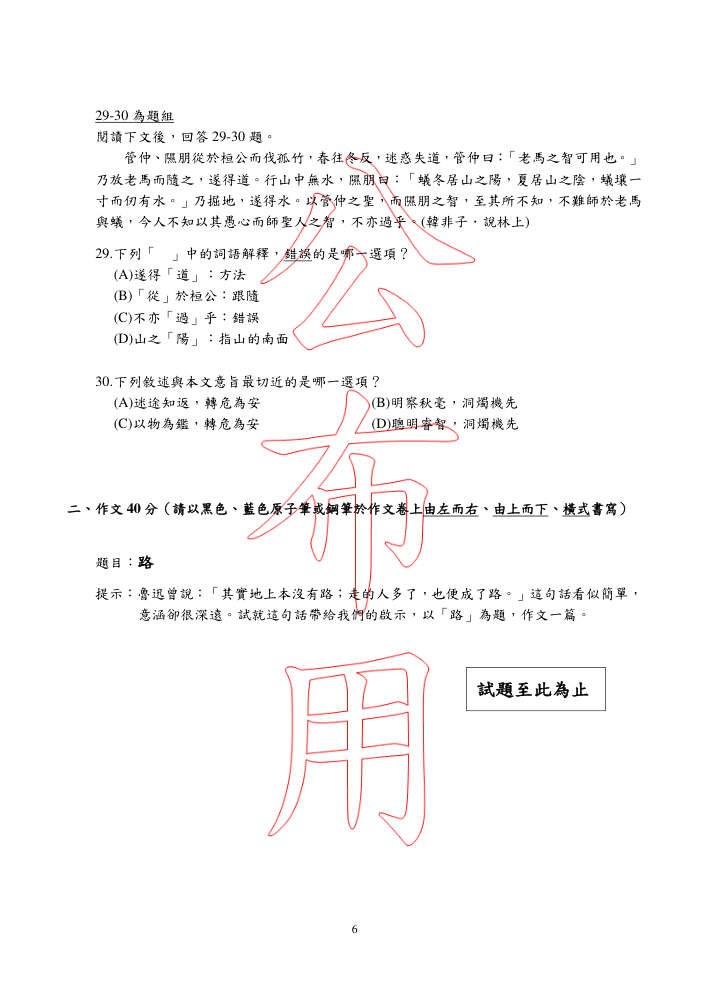 29-30 為題組
閱讀下文後，回答 29-30 題。
管仲、隰朋從於桓公而伐孤竹，春往冬反，迷惑失道，管仲曰：「老馬之智可用也。」
乃放老馬而隨之，遂得道。行山中無水，隰朋曰：「蟻冬居山之陽，夏居山之陰，蟻壤一
寸而仞有水。」乃掘地，遂得水。以管仲之聖，而隰朋之智，至其所不知，不難師於老馬
與蟻，今人不知以其愚心而師聖人之智，不亦過乎。(韓非子．說林上)
29.下列「　」中的詞語解釋，錯誤的是哪一選項？
(A)遂得「道」：方法
(B)「從」於桓公：跟隨
(C)不亦「過」乎：錯誤
(D)山之「陽」：指山的南面
30.下列敘述與本文意旨最切近的是哪一選項？
(A)迷途知返，轉危為安 (B)明察秋毫，洞燭機先
(C)以物為鑑，轉危為安 (D)聰明睿智，洞燭機先
二、作文 40 分（請以黑色、藍色原子筆或鋼筆於作文卷上由左而右、由上而下、橫式書寫）
題目：路
提示：魯迅曾說：「其實地上本沒有路；走的人多了，也便成了路。」這句話看似簡單，
意涵卻很深遠。試就這句話帶給我們的啟示，以「路」為題，作文一篇。
試題至此為止
公布用
6